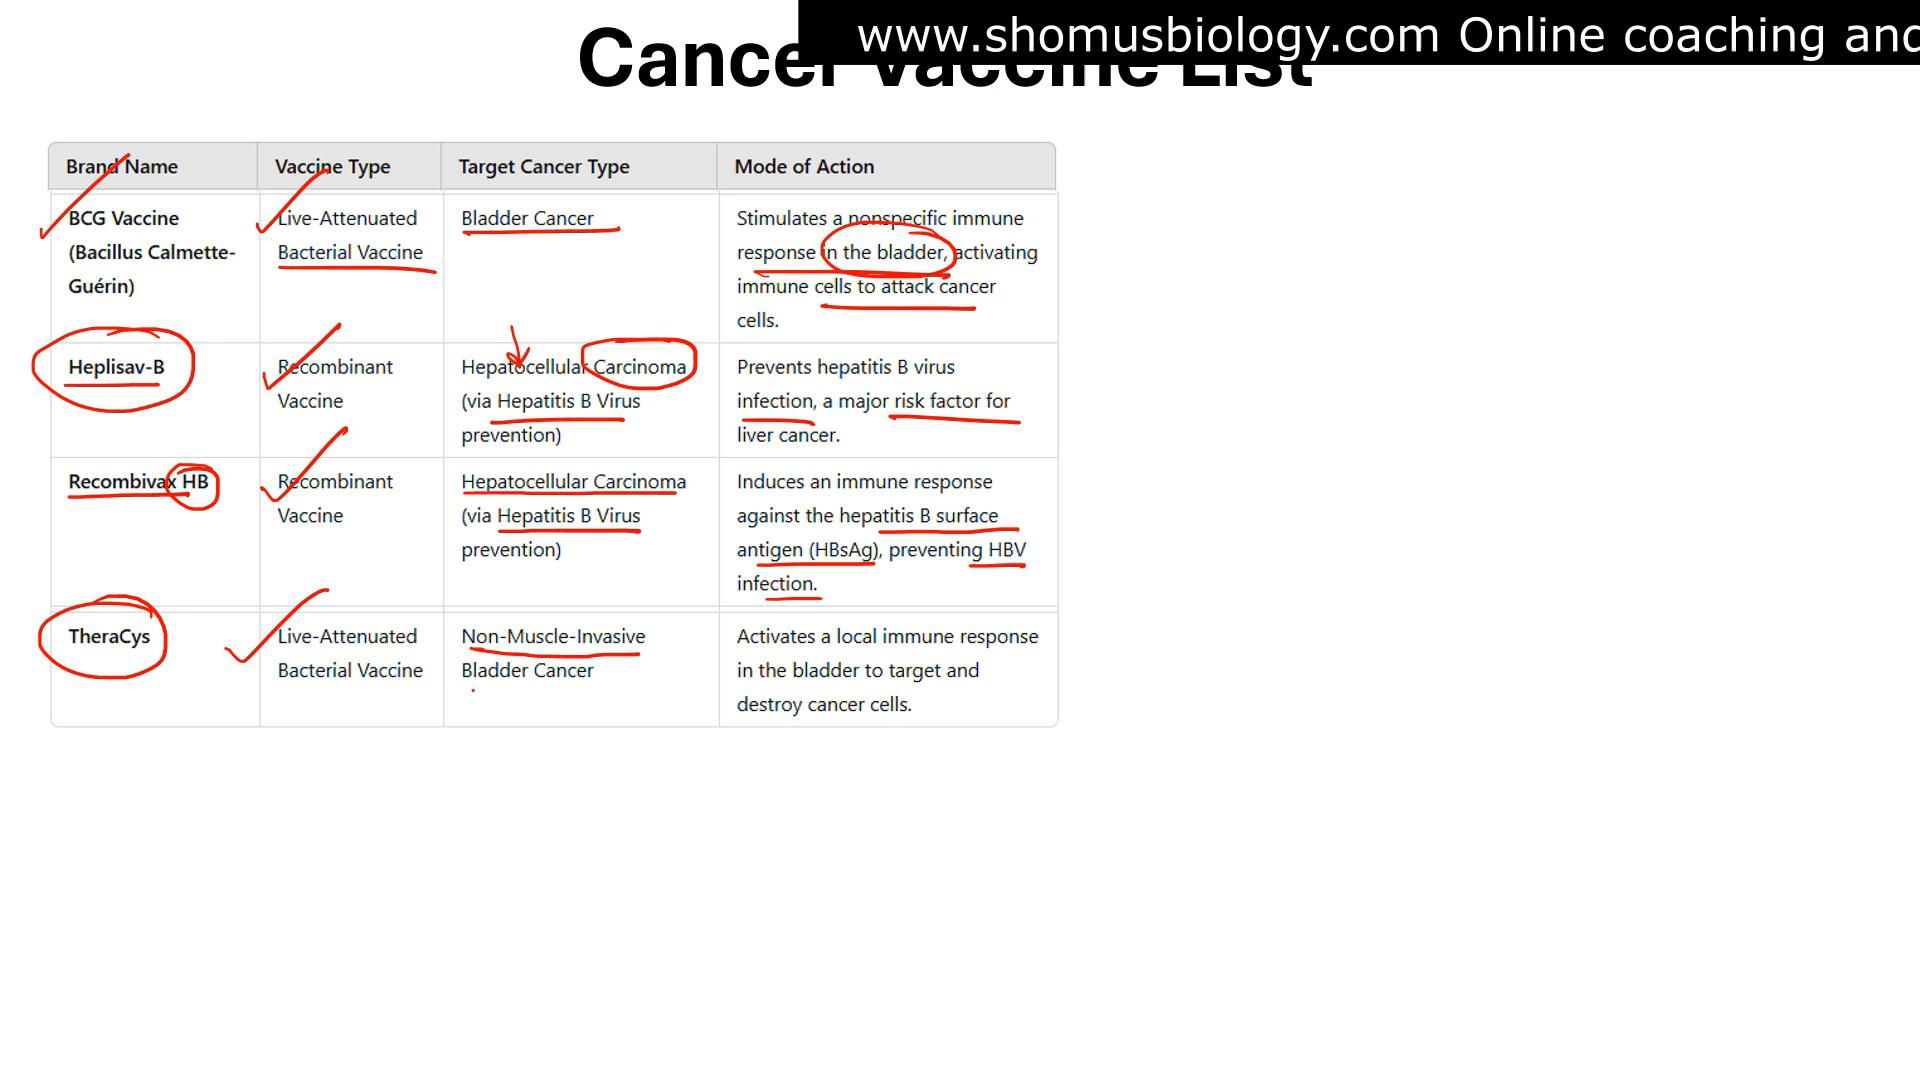 www.shomusbiology.com Online coaching and
Cancer Vaccine List
Brand Name
Vaccine Type
Target Cancer Type
Mode of Action
BCG Vaccine
(Bacillus Calmette-
Guérin)
Live-Attenuated
Bacterial Vaccine
Bladder Cancer
Stimulates a nonspecific immune
response in the bladder, activating
immune cells to attack cancer
cells.
Heplisav-B
Recombinant
Vaccine
Hepatocellular Carcinoma
(via Hepatitis B Virus
prevention)
Prevents hepatitis B virus
infection, a major risk factor for
liver cancer.
Recombivax HB
Recombinant
Vaccine
Hepatocellular Carcinoma
(via Hepatitis B Virus
prevention)
Induces an immune response
against the hepatitis B surface
antigen (HBsAg), preventing HBV
infection.
TheraCys
Live-Attenuated
Bacterial Vaccine
Non-Muscle-Invasive
Bladder Cancer
Activates a local immune response
in the bladder to target and
destroy cancer cells.